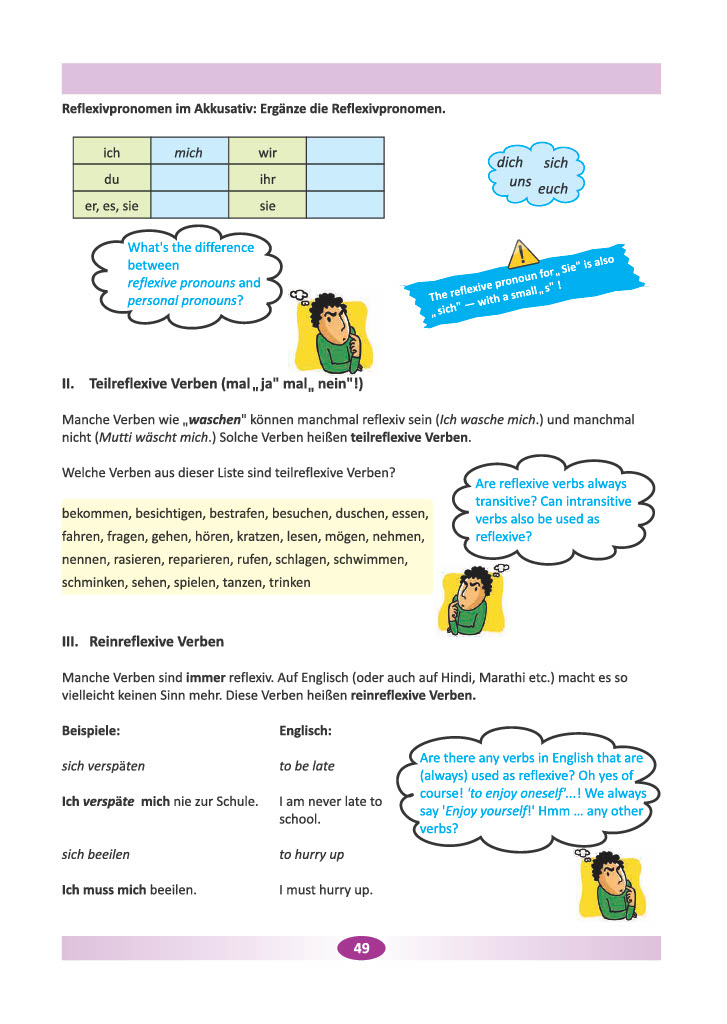 Reflexivpronomen im Akkusativ: Ergänze die Reflexivpronomen.
ich mich wir
du ihr
er, es, sie sie
dich sich
uns euch
What's the difference
between
reflexive pronouns and
personal pronouns?
The reflexive pronoun for „ Sie" is also
„ sich" — with a small „ s" !
II. Teilreflexive Verben (mal „ ja" mal „ nein"!)
Manche Verben wie „waschen" können manchmal reflexiv sein (Ich wasche mich.) und manchmal
nicht (Mutti wäscht mich.) Solche Verben heißen teilreflexive Verben.
Welche Verben aus dieser Liste sind teilreflexive Verben?
bekommen, besichtigen, bestrafen, besuchen, duschen, essen,
fahren, fragen, gehen, hören, kratzen, lesen, mögen, nehmen,
nennen, rasieren, reparieren, rufen, schlagen, schwimmen,
schminken, sehen, spielen, tanzen, trinken
Are reflexive verbs always
transitive? Can intransitive
verbs also be used as
reflexive?
III. Reinreflexive Verben
Manche Verben sind immer reflexiv. Auf Englisch (oder auch auf Hindi, Marathi etc.) macht es so
vielleicht keinen Sinn mehr. Diese Verben heißen reinreflexive Verben.
Beispiele: Englisch:
sich verspäten to be late
Ich verspäte mich nie zur Schule. I am never late to
school.
sich beeilen to hurry up
Ich muss mich beeilen. I must hurry up.
Are there any verbs in English that are
(always) used as reflexive? Oh yes of
course! 'to enjoy oneself'...! We always
say 'Enjoy yourself!' Hmm ... any other
verbs?
49